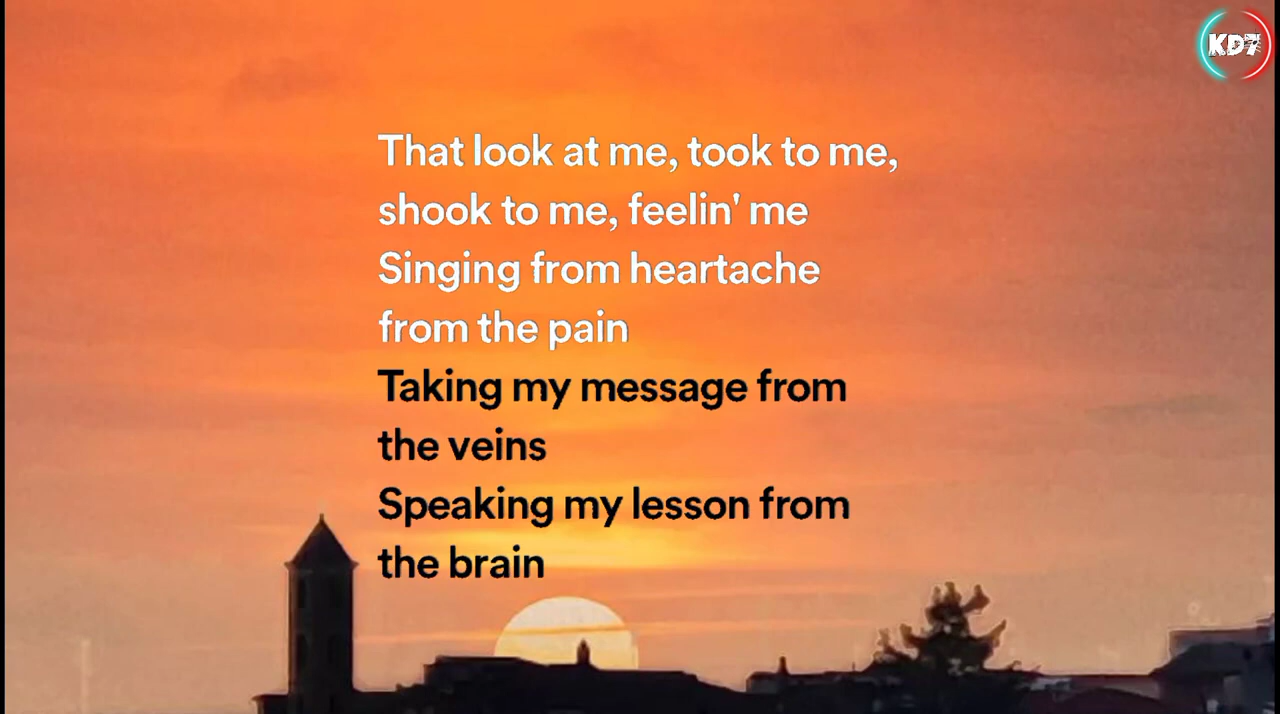 KD7
That look at me, took to me,
shook to me, feelin' me
Singing from heartache
from the pain
Taking my message from
the veins
Speaking my lesson from
the brain